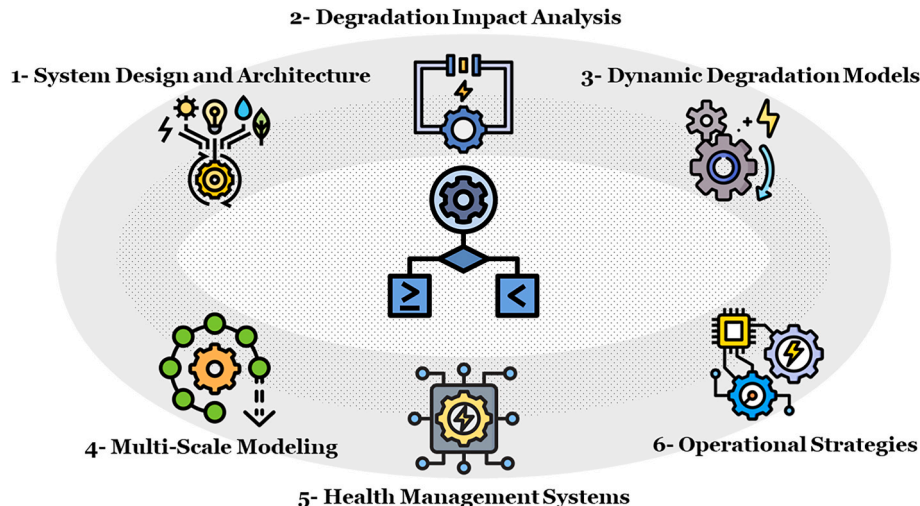 2- Degradation Impact Analysis
1- System Design and Architecture
3- Dynamic Degradation Models
≥
<
4- Multi-Scale Modeling
6- Operational Strategies
5- Health Management Systems